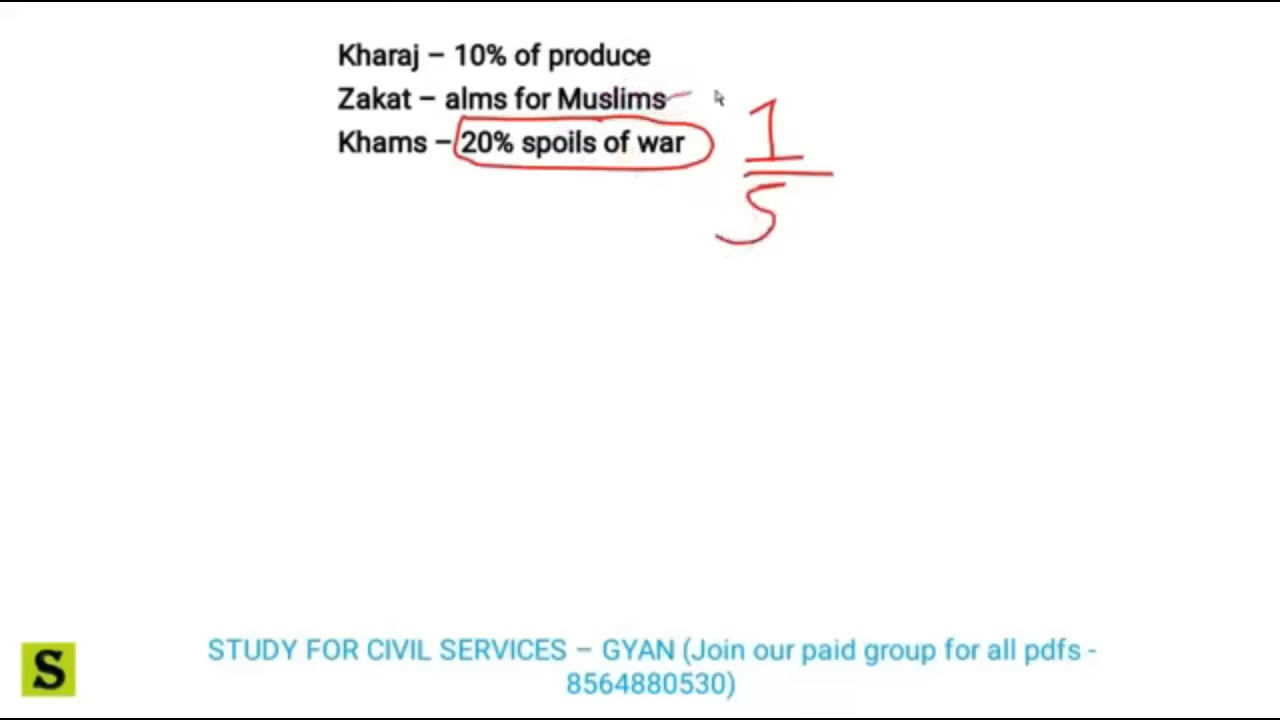 Kharaj – 10% of produce
Zakat – alms for Muslims
Khams – 20% spoils of war
1
5
S
STUDY FOR CIVIL SERVICES – GYAN (Join our paid group for all pdfs -
8564880530)